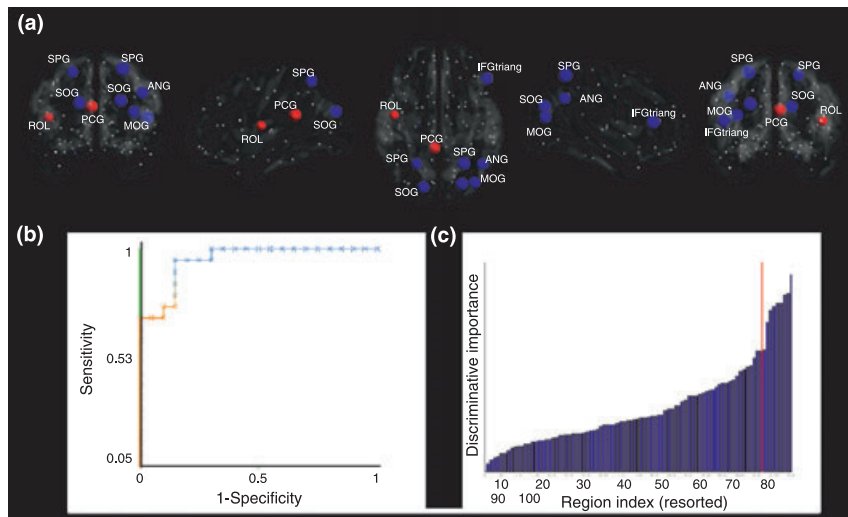 (a)
SPG SPG
SOG SOG ANG
ROL PCG MOG
SPG
PCG SOG
ROL
IFGtriang
ROL
PCG
SPG SPG ANG
SOG MOG
SPG
SOG ANG
MOG IFGtriang
SPG SPG
ANG
MOG SOG
IFGtriang PCG ROL
(b)
1
0.53
0.05
Sensitivity
0 0.5 1
1-Specificity
(c)
Discriminative importance
10 20 30 40 50 60 70 80
90 100
Region index (resorted)